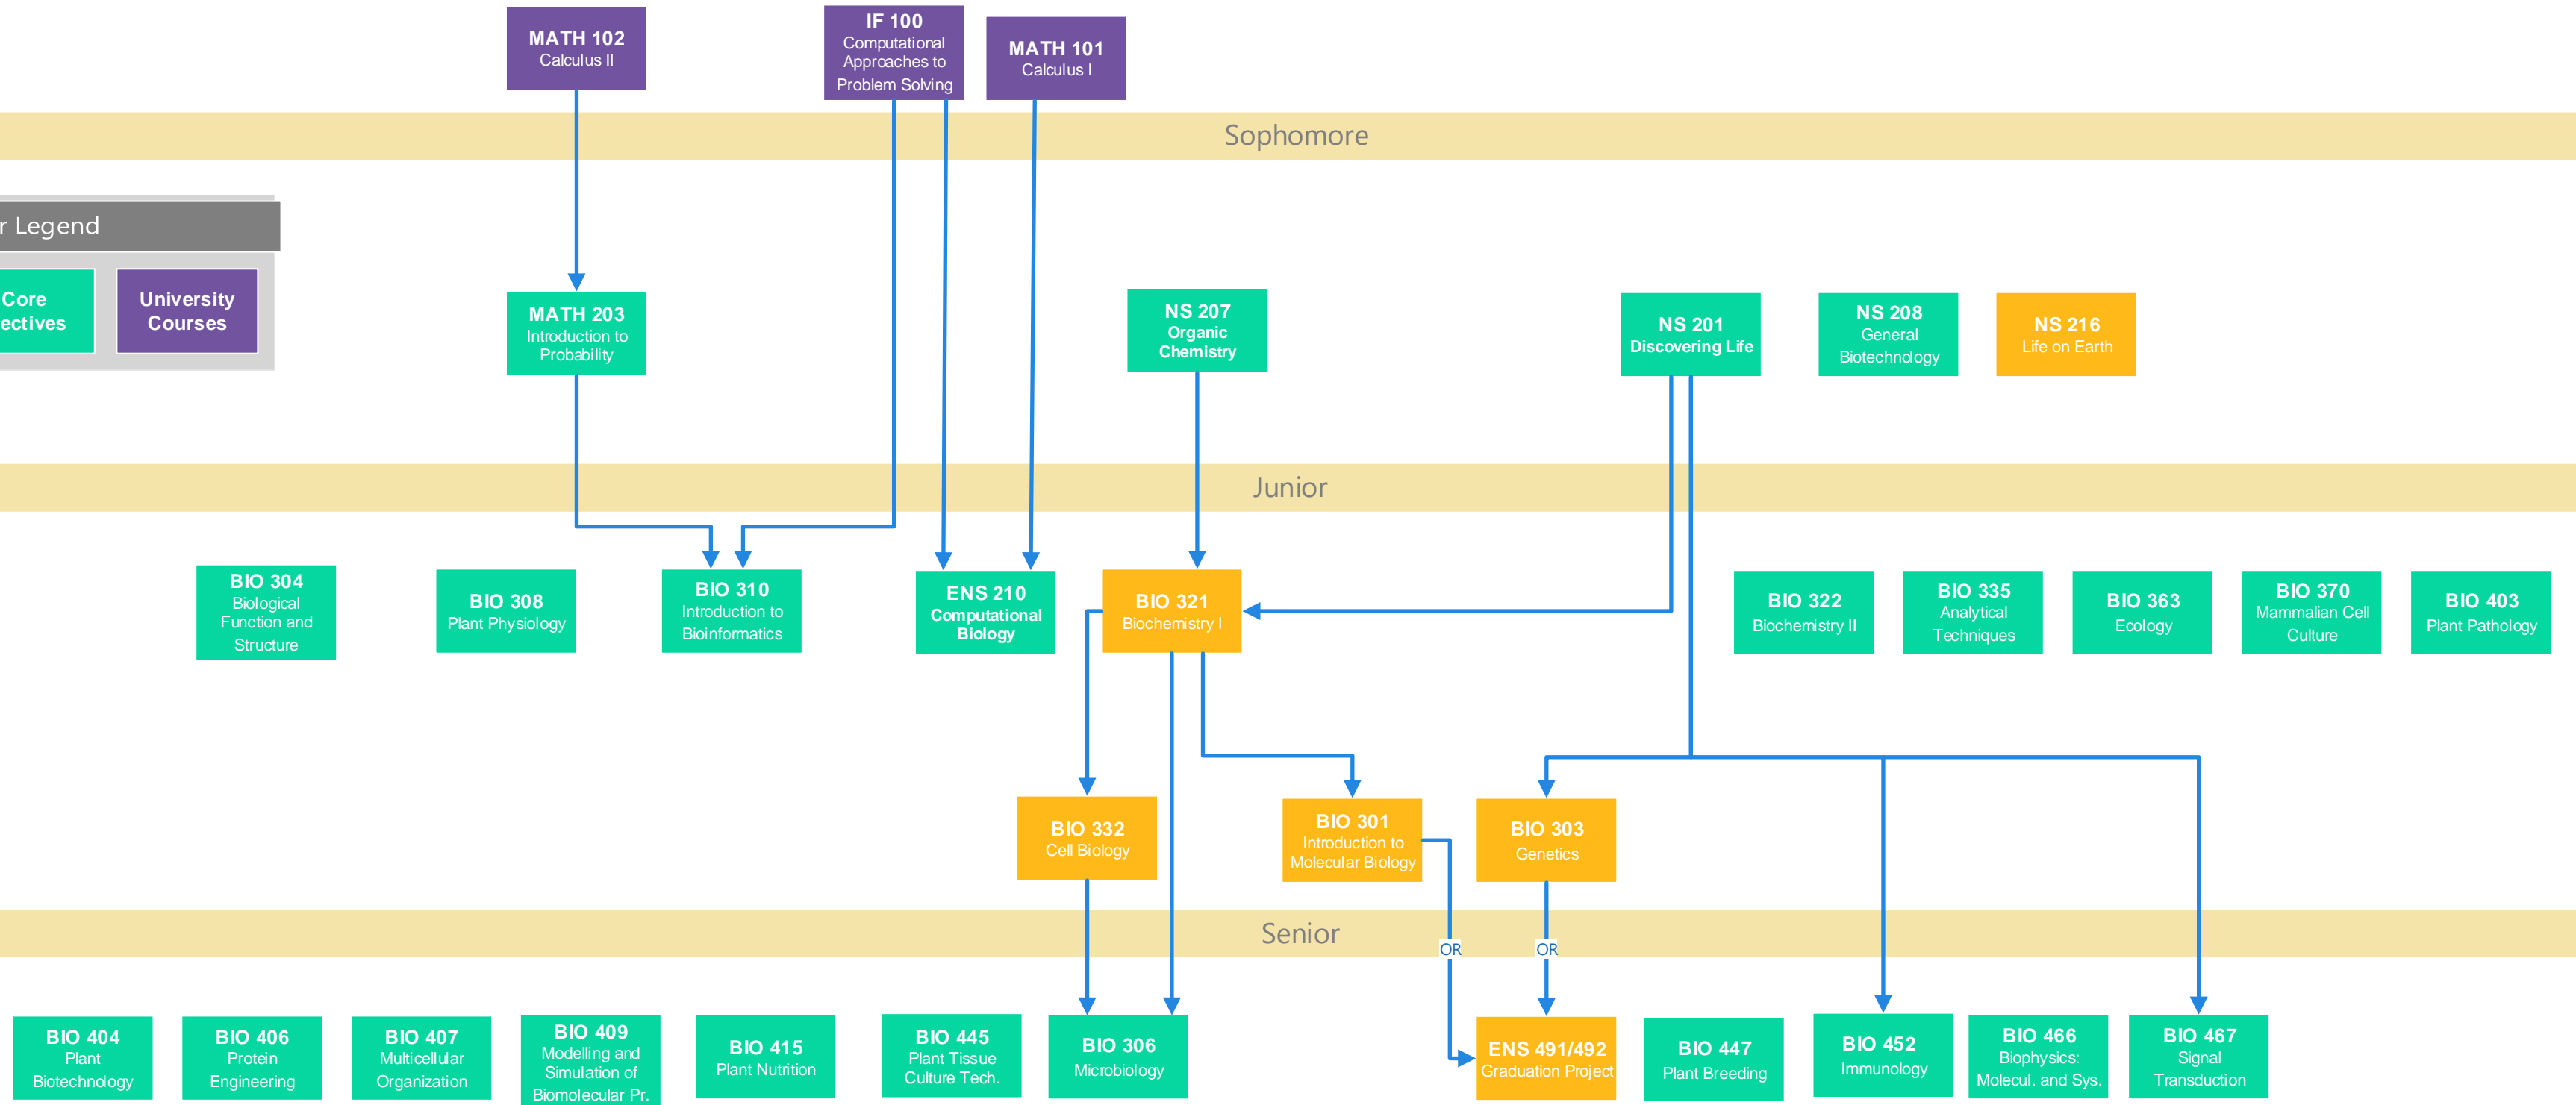 MATH 102
Calculus II
IF 100
Computational
Approaches to
Problem Solving
MATH 101
Calculus I
Sophomore
r Legend
Core
ectives
University
Courses
MATH 203
Introduction to
Probability
NS 207
Organic
Chemistry
NS 201
Discovering Life
NS 208
General
Biotechnology
NS 216
Life on Earth
Junior
BIO 304
Biological
Function and
Structure
BIO 308
Plant Physiology
BIO 310
Introduction to
Bioinformatics
ENS 210
Computational
Biology
BIO 321
Biochemistry I
BIO 322
Biochemistry II
BIO 335
Analytical
Techniques
BIO 363
Ecology
BIO 370
Mammalian Cell
Culture
BIO 403
Plant Pathology
BIO 332
Cell Biology
BIO 301
Introduction to
Molecular Biology
BIO 303
Genetics
Senior
OR
OR
BIO 404
Plant
Biotechnology
BIO 406
Protein
Engineering
BIO 407
Multicellular
Organization
BIO 409
Modelling and
Simulation of
Biomolecular Pr.
BIO 415
Plant Nutrition
BIO 445
Plant Tissue
Culture Tech.
BIO 306
Microbiology
ENS 491/492
Graduation Project
BIO 447
Plant Breeding
BIO 452
Immunology
BIO 466
Biophysics:
Molecul. and Sys.
BIO 467
Signal
Transduction